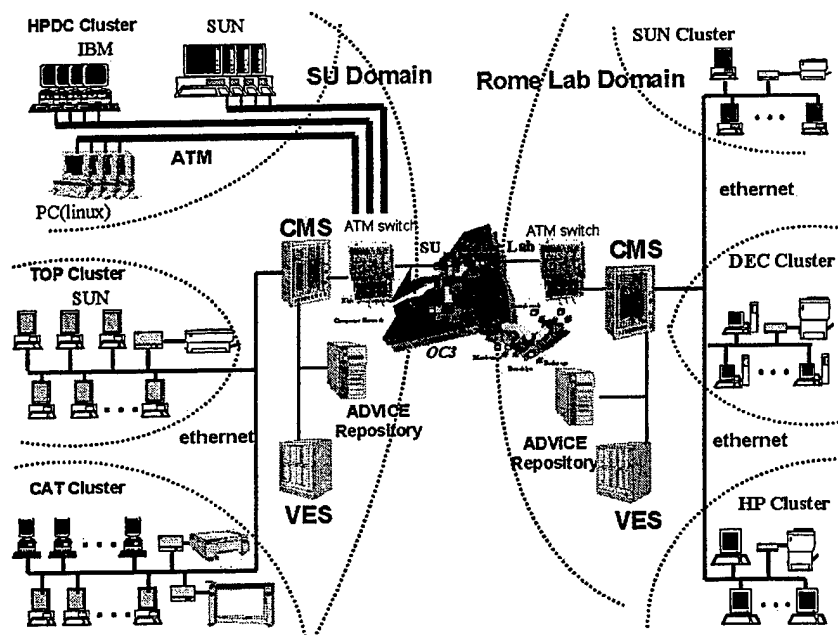 HPDC Cluster
IBM
SUN
SU Domain
Rome Lab Domain
SUN Cluster
ATM
PC(linux)
ethernet
CMS
ATM switch
SU
Lab
ATM switch
CMS
TOP Cluster
SUN
DEC Cluster
OC3
ADVICE
Repository
ethernet
ADVICE
Repository
ethernet
CAT Cluster
VES
VES
HP Cluster